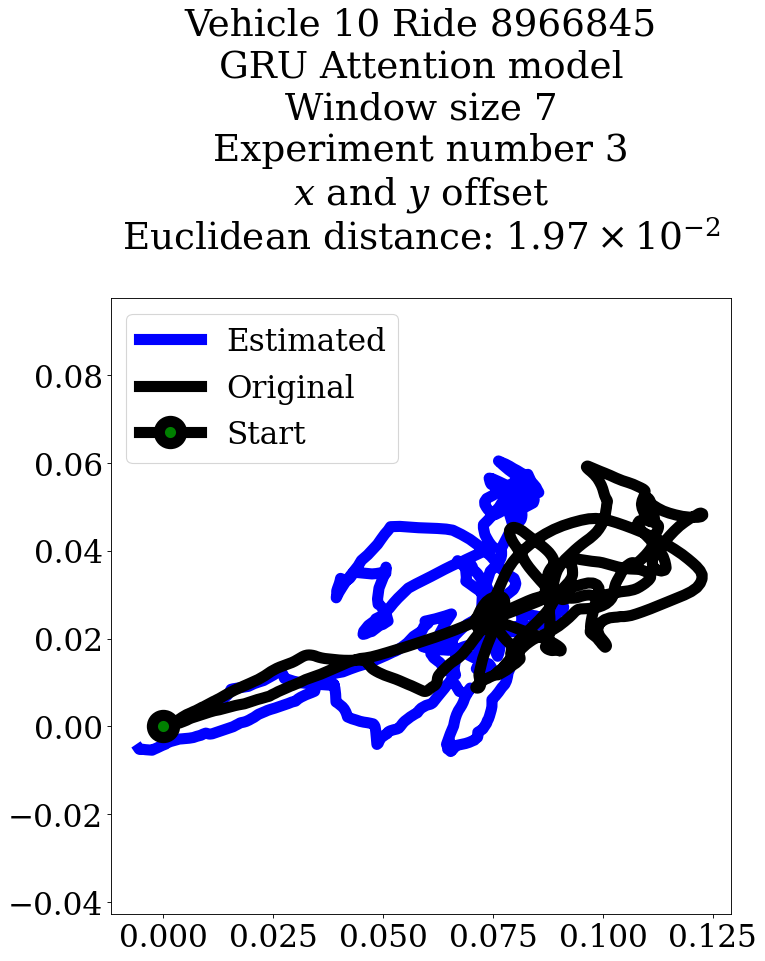 Vehicle 10 Ride 8966845
GRU Attention model
Window size 7
Experiment number 3
x and y offset
Euclidean distance: 1.97 × 10⁻²
Estimated
Original
Start
0.08
0.06
0.04
0.02
0.00
−0.02
−0.04
0.000 0.025 0.050 0.075 0.100 0.125